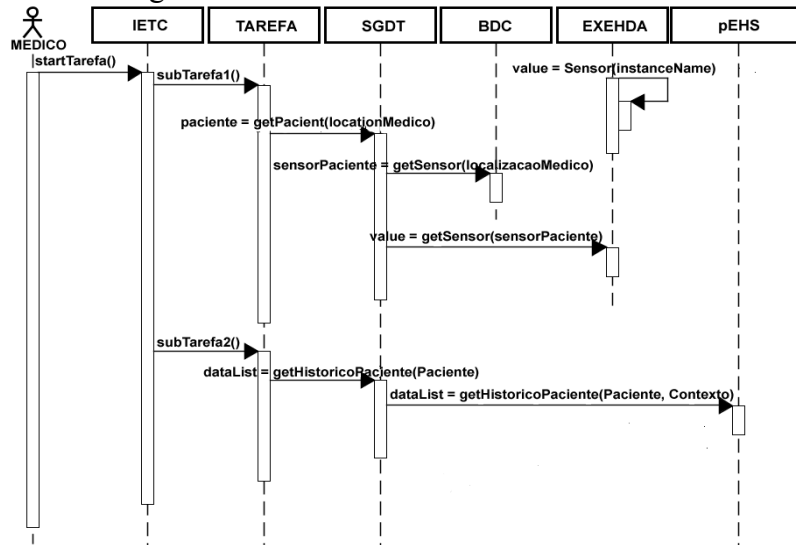 IETC TAREFA SGDT BDC EXEHDA pEHS
MEDICO
startTarefa()
value = Sensor(instanceName)
subTarefa1()
paciente = getPacient(locationMedico)
sensorPaciente = getSensor(localizacaoMedico)
value = getSensor(sensorPaciente)
subTarefa2()
dataList = getHistoricoPaciente(Paciente)
dataList = getHistoricoPaciente(Paciente, Contexto)